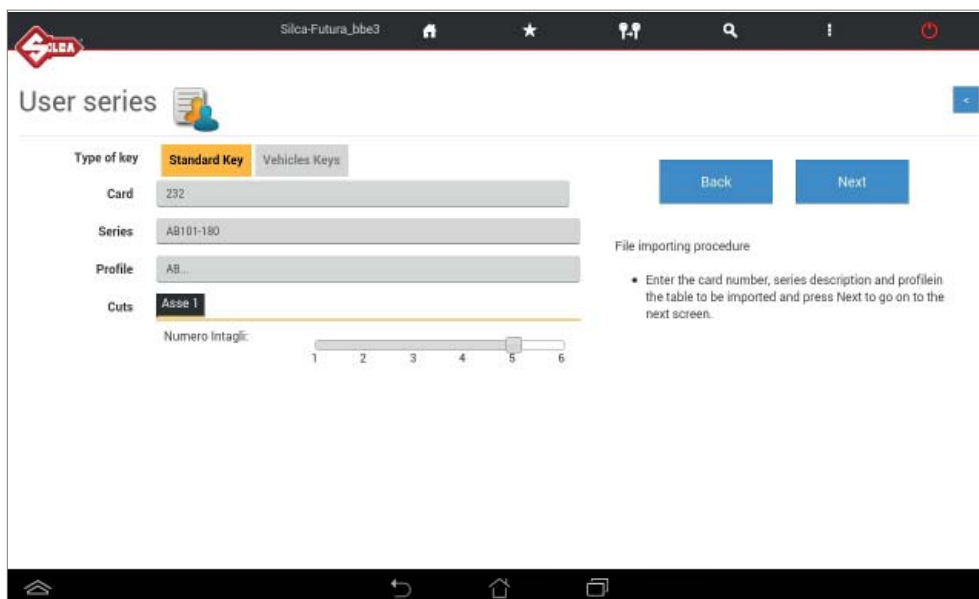 SILCA
Silca-Futura_bbe3
User series
<
Type of key
Standard Key
Vehicles Keys
Card
232
Series
AB101-180
Profile
AB...
Cuts
Asse 1
Numero Intagli:
1 2 3 4 5 6
Back
Next
File importing procedure
• Enter the card number, series description and profilein
the table to be imported and press Next to go on to the
next screen.